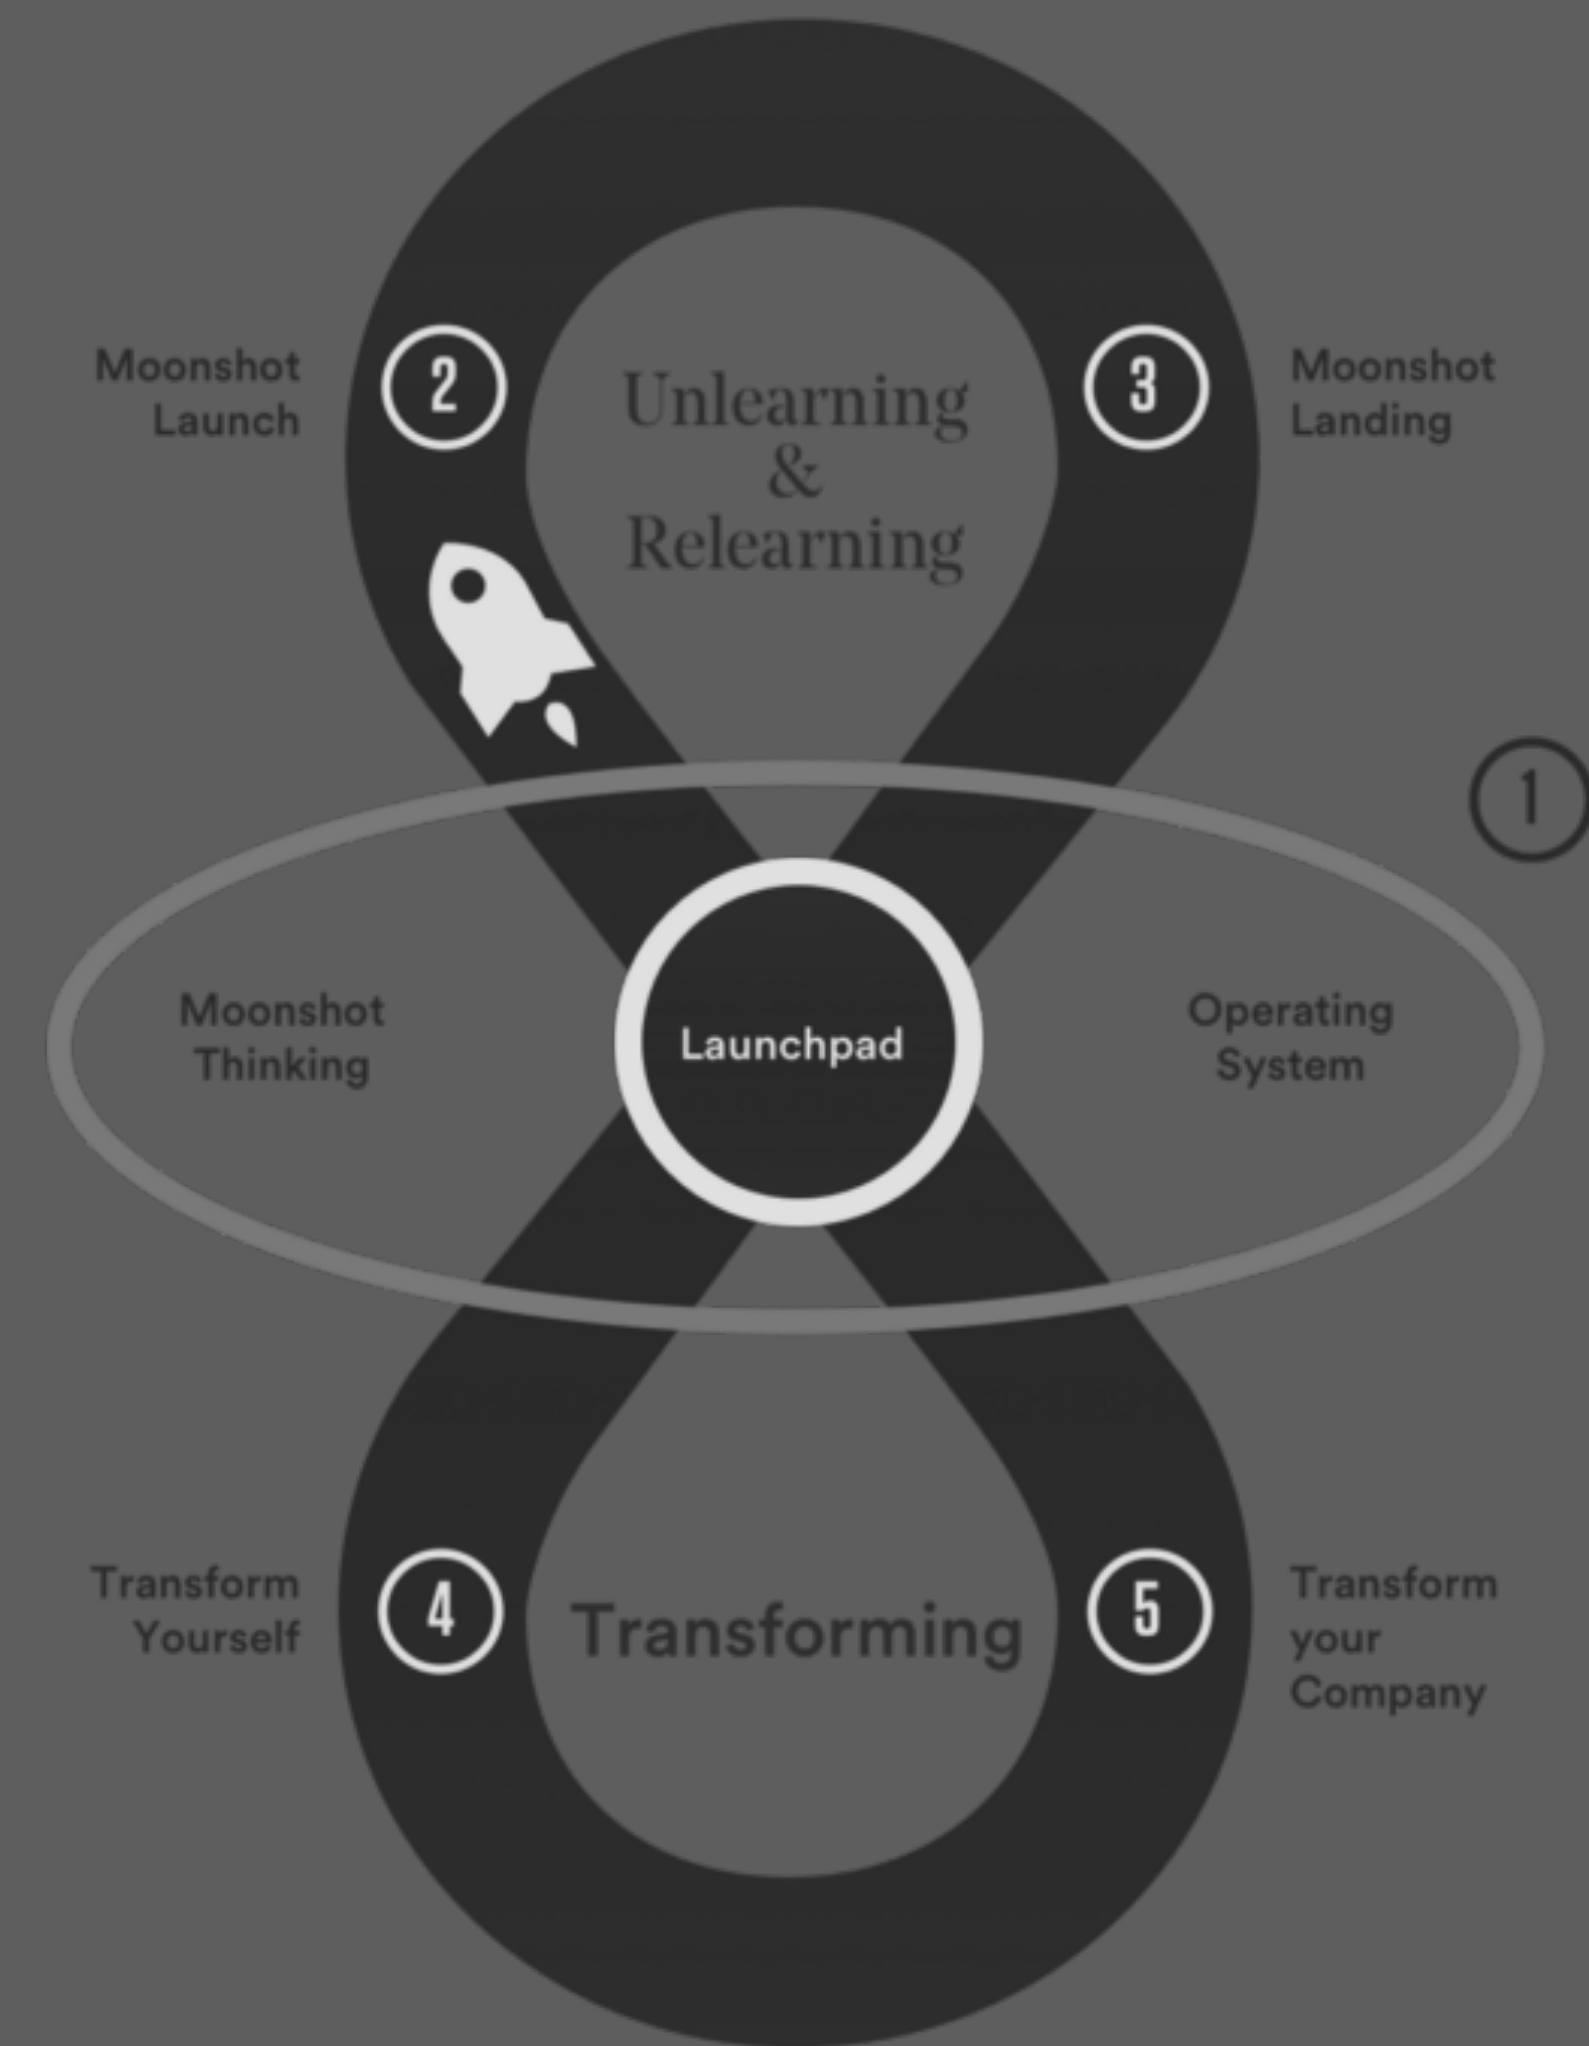 Moonshot
Launch
2
Unlearning
&
Relearning
3
Moonshot
Landing
1
Moonshot
Thinking
Launchpad
Operating
System
Transform
Yourself
4
Transforming
5
Transform
your
Company